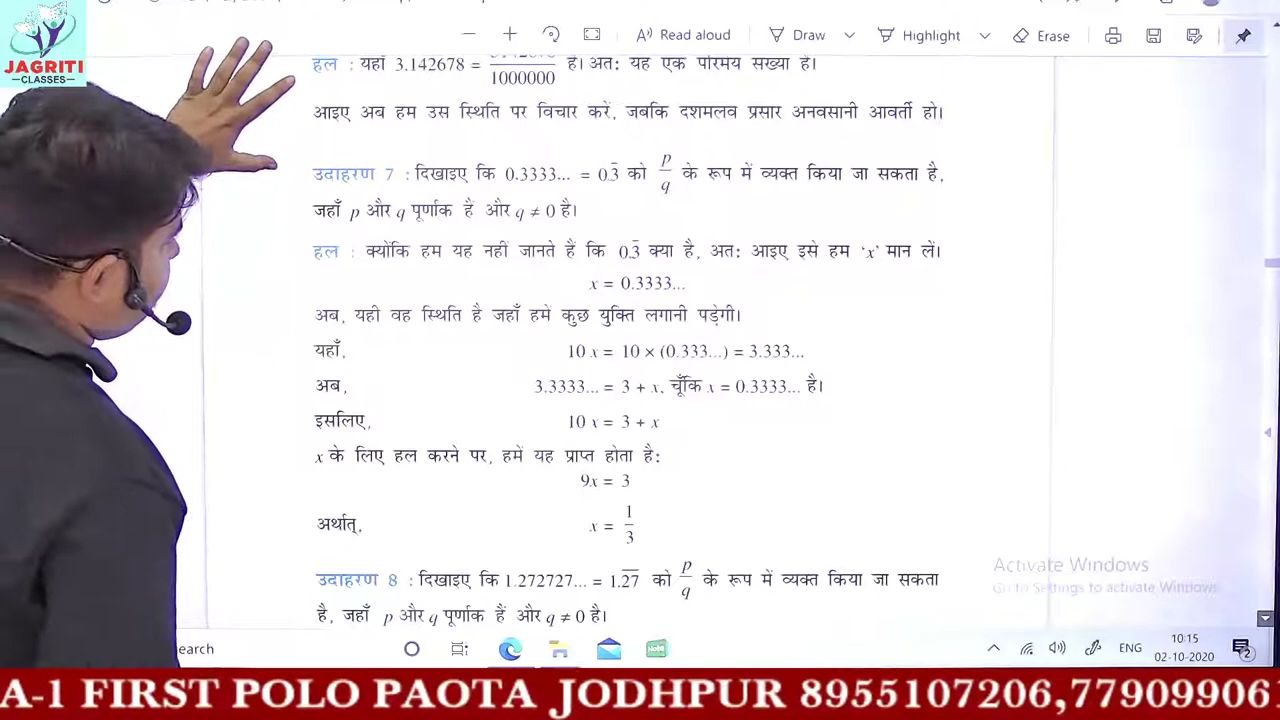 JAGRITI
CLASSES
Read aloud Draw Highlight Erase
हल : यहाँ 3.142678 = 3142678/1000000 है। अतः यह एक परिमेय संख्या है।
आइए अब हम उस स्थिति पर विचार करें, जबकि दशमलव प्रसार अनवसानी आवर्ती हो।
उदाहरण 7 : दिखाइए कि 0.3333... = 0.3̄ को p/q के रूप में व्यक्त किया जा सकता है,
जहाँ p और q पूर्णांक हैं और q ≠ 0 है।
हल : क्योंकि हम यह नहीं जानते हैं कि 0.3̄ क्या है, अतः आइए इसे हम ‘x’ मान लें।
x = 0.3333...
अब, यही वह स्थिति है जहाँ हमें कुछ युक्ति लगानी पड़ेगी।
यहाँ, 10 x = 10 × (0.333...) = 3.333...
अब, 3.3333... = 3 + x, चूँकि x = 0.3333... है।
इसलिए, 10 x = 3 + x
x के लिए हल करने पर, हमें यह प्राप्त होता है:
9x = 3
अर्थात्, x = 1/3
उदाहरण 8 : दिखाइए कि 1.272727... = 1.2̅7̅ को p/q के रूप में व्यक्त किया जा सकता
है, जहाँ p और q पूर्णांक हैं और q ≠ 0 है।
Activate Windows
Go to Settings to activate Windows.
earch
ENG
10:15
02-10-2020
2
A-1 FIRST POLO PAOTA JODHPUR 8955107206,779099061